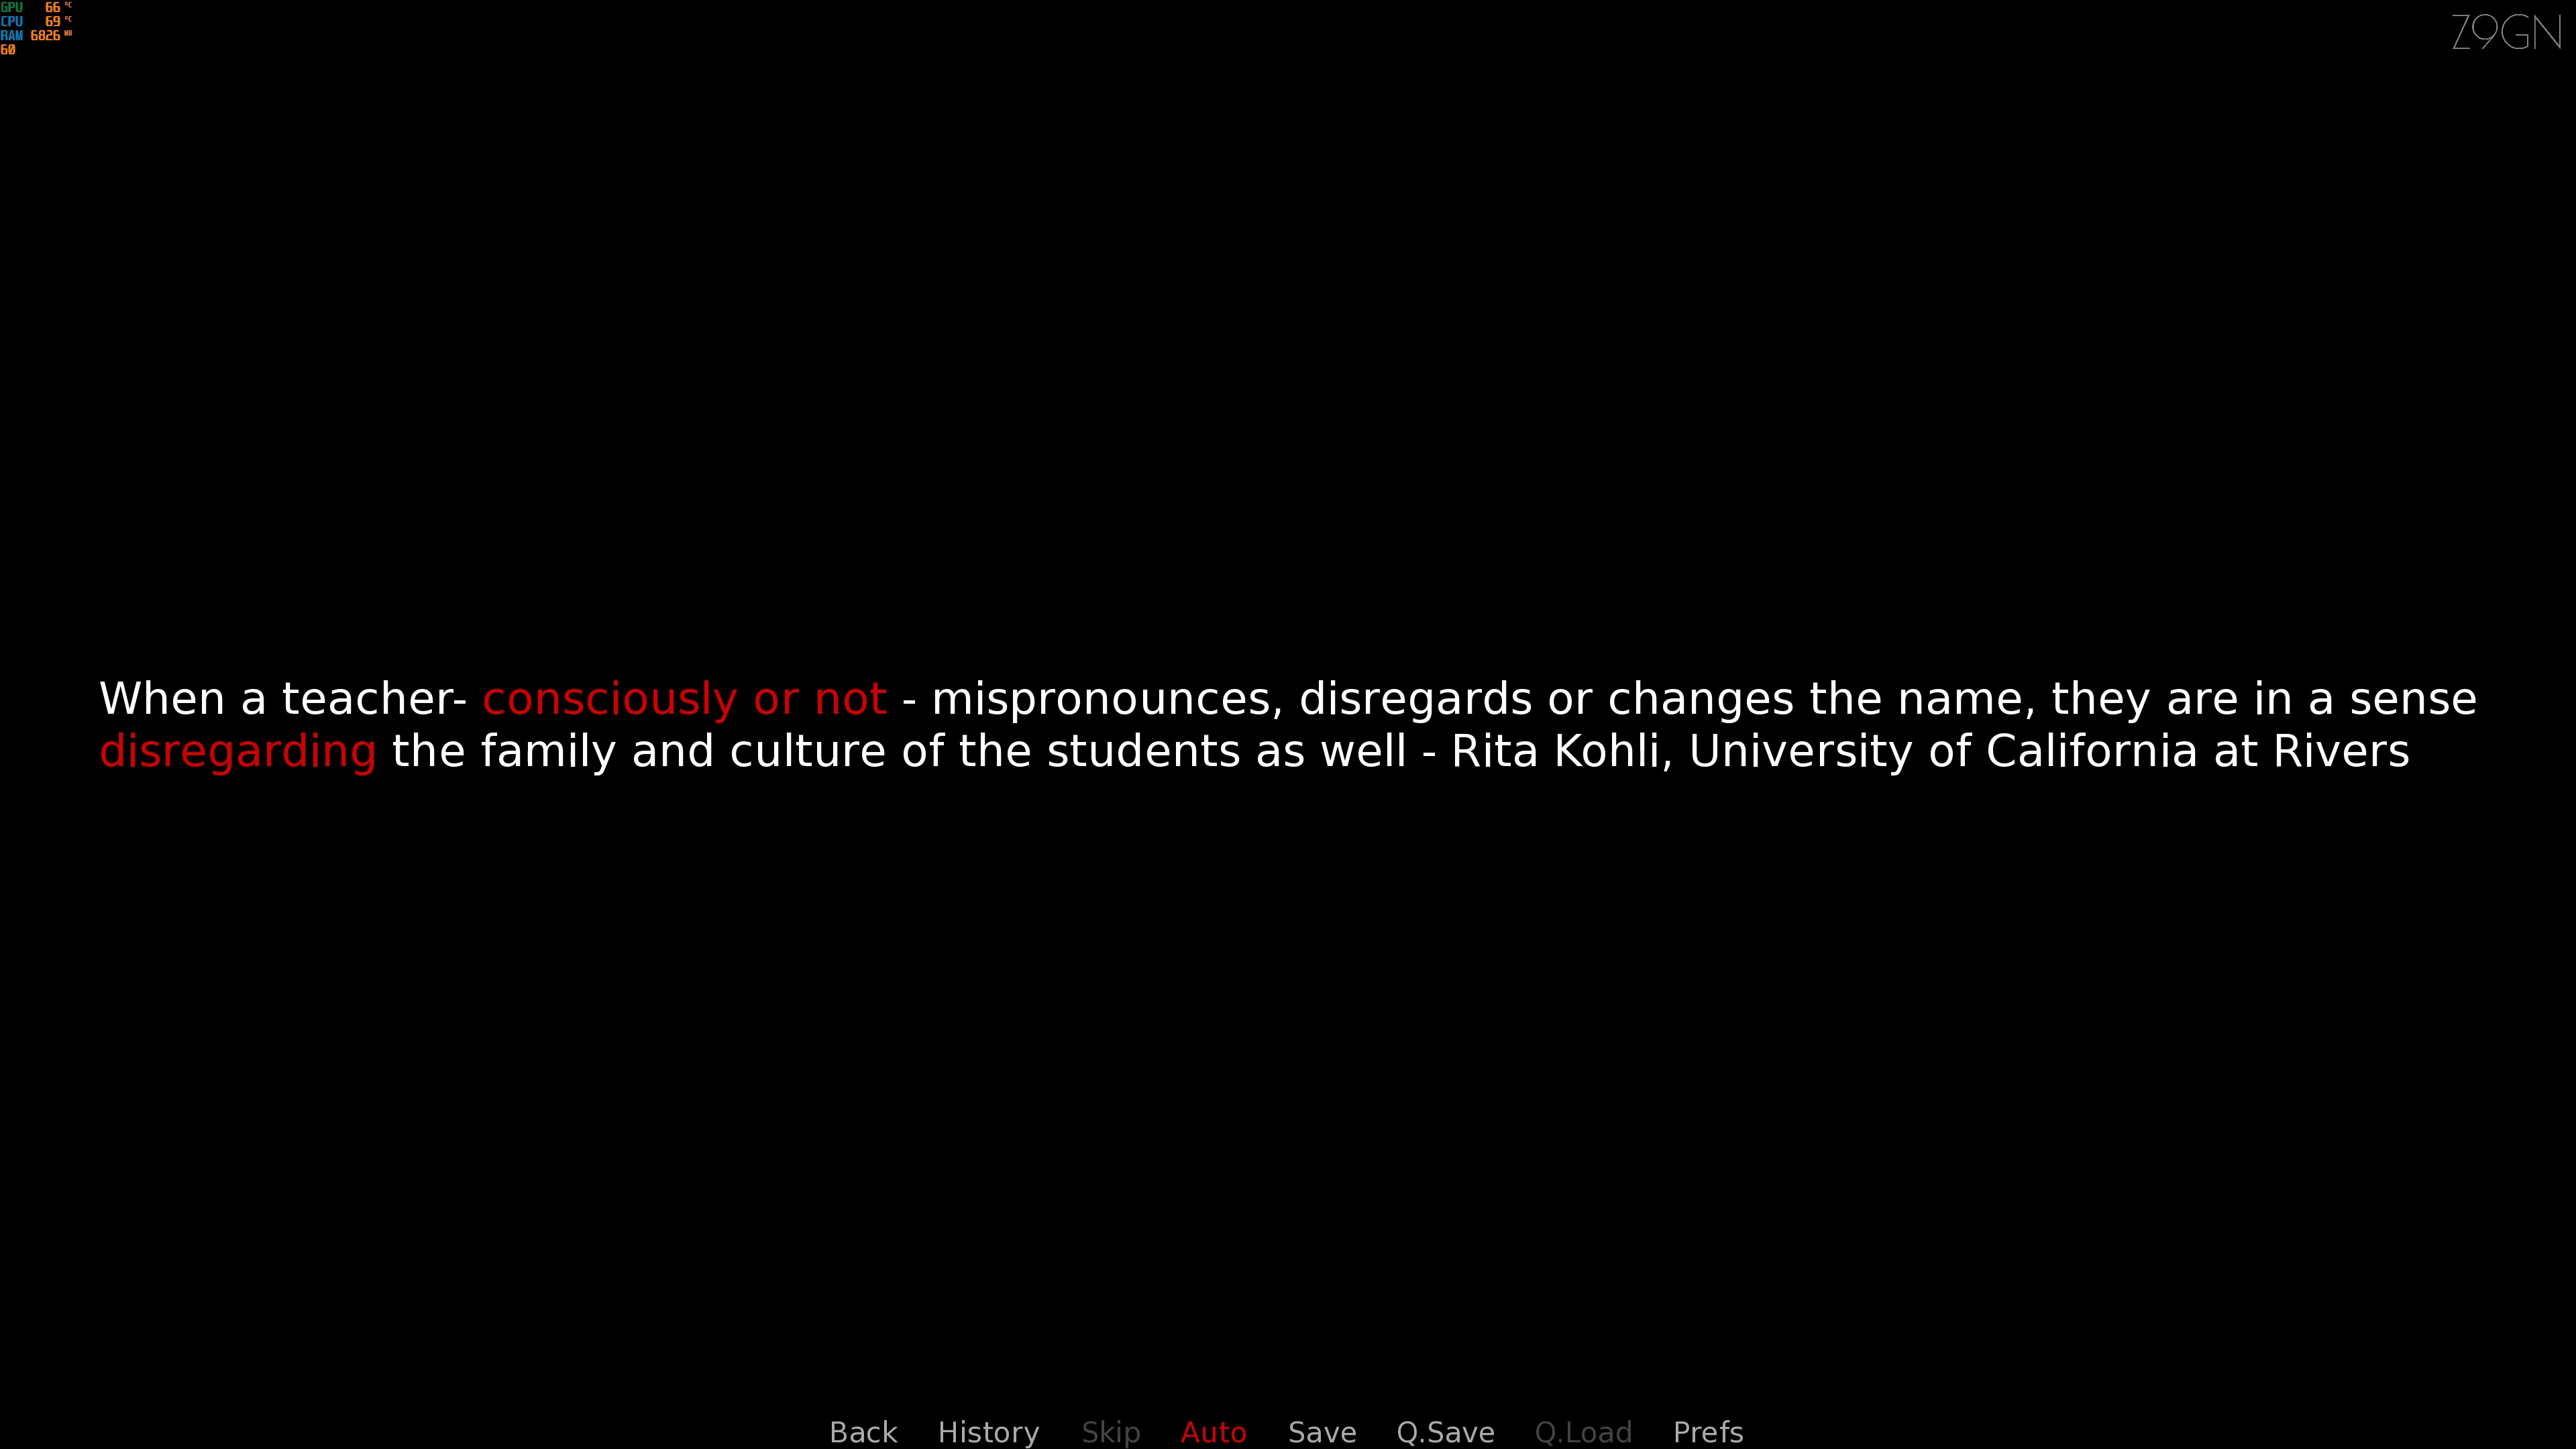 GPU 66 °C
CPU 69 °C
RAM 6826 MB
60
Z9GN
When a teacher- consciously or not - mispronounces, disregards or changes the name, they are in a sense
disregarding the family and culture of the students as well - Rita Kohli, University of California at Rivers
Back History Skip Auto Save Q.Save Q.Load Prefs